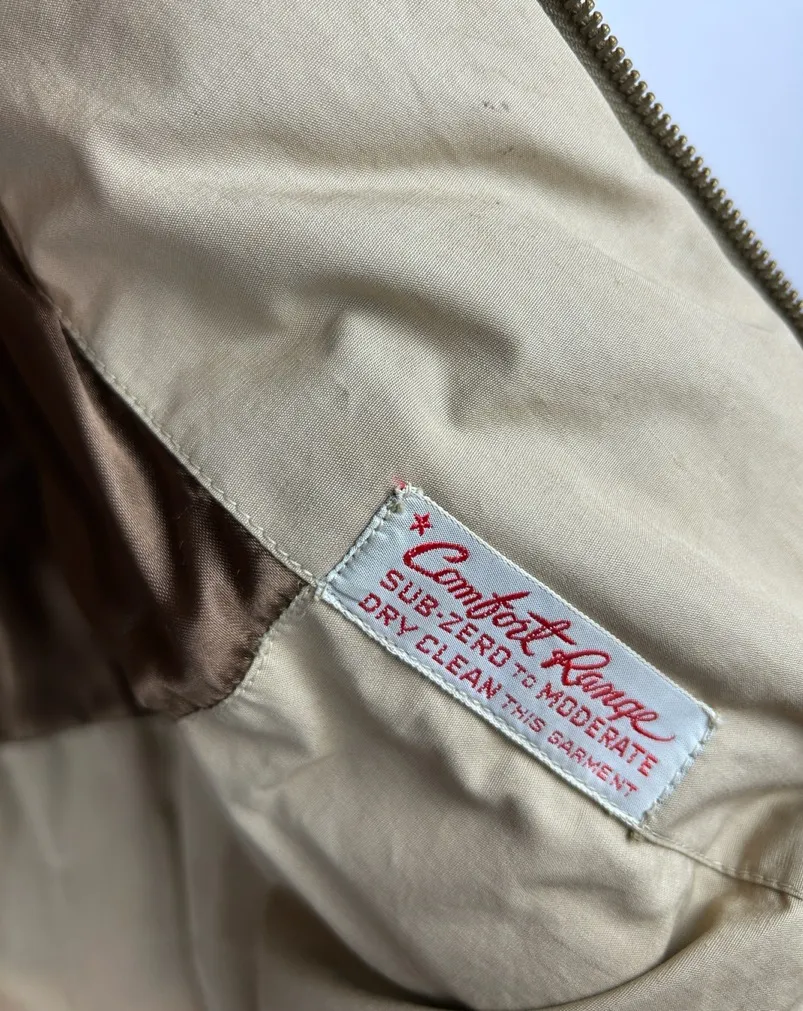 Comfort Range
SUB-ZERO TO MODERATE
DRY CLEAN THIS GARMENT